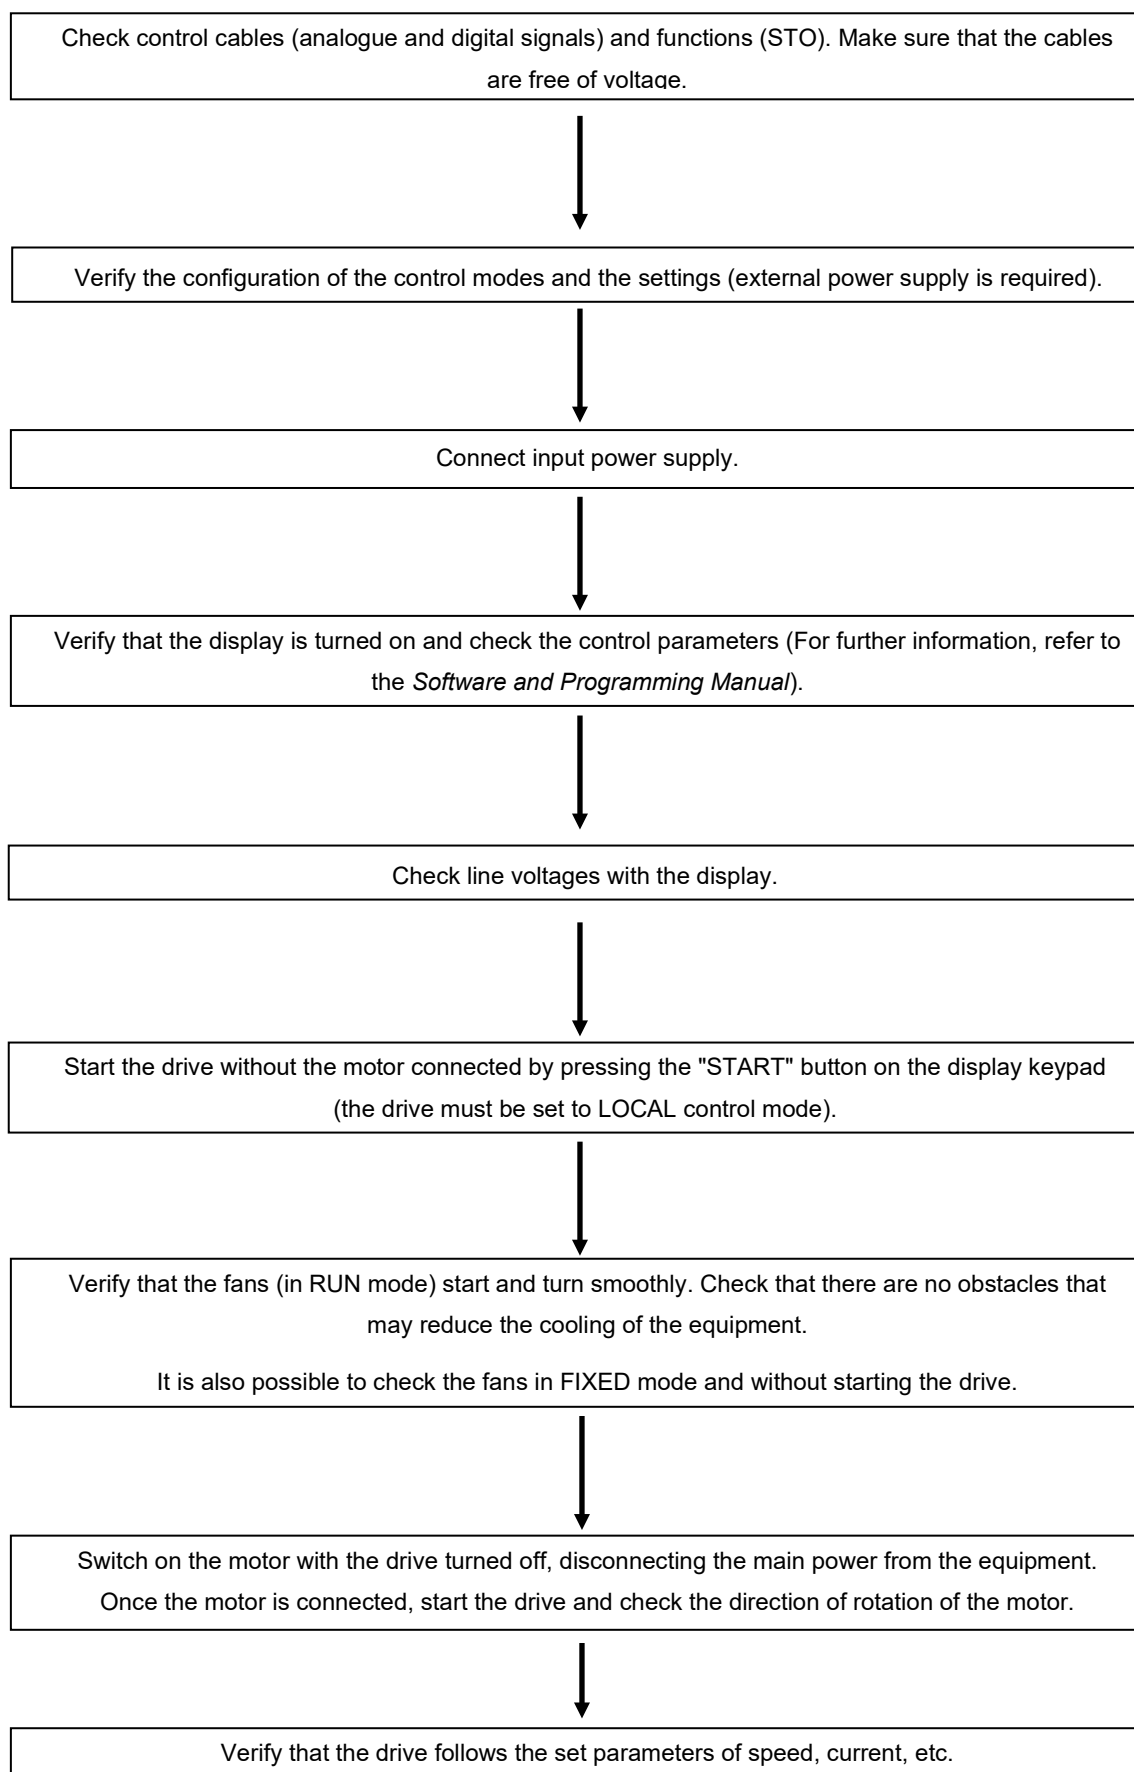 Check control cables (analogue and digital signals) and functions (STO). Make sure that the cables
are free of voltage.
Verify the configuration of the control modes and the settings (external power supply is required).
Connect input power supply.
Verify that the display is turned on and check the control parameters (For further information, refer to
the Software and Programming Manual).
Check line voltages with the display.
Start the drive without the motor connected by pressing the "START" button on the display keypad
(the drive must be set to LOCAL control mode).
Verify that the fans (in RUN mode) start and turn smoothly. Check that there are no obstacles that
may reduce the cooling of the equipment.
It is also possible to check the fans in FIXED mode and without starting the drive.
Switch on the motor with the drive turned off, disconnecting the main power from the equipment.
Once the motor is connected, start the drive and check the direction of rotation of the motor.
Verify that the drive follows the set parameters of speed, current, etc.